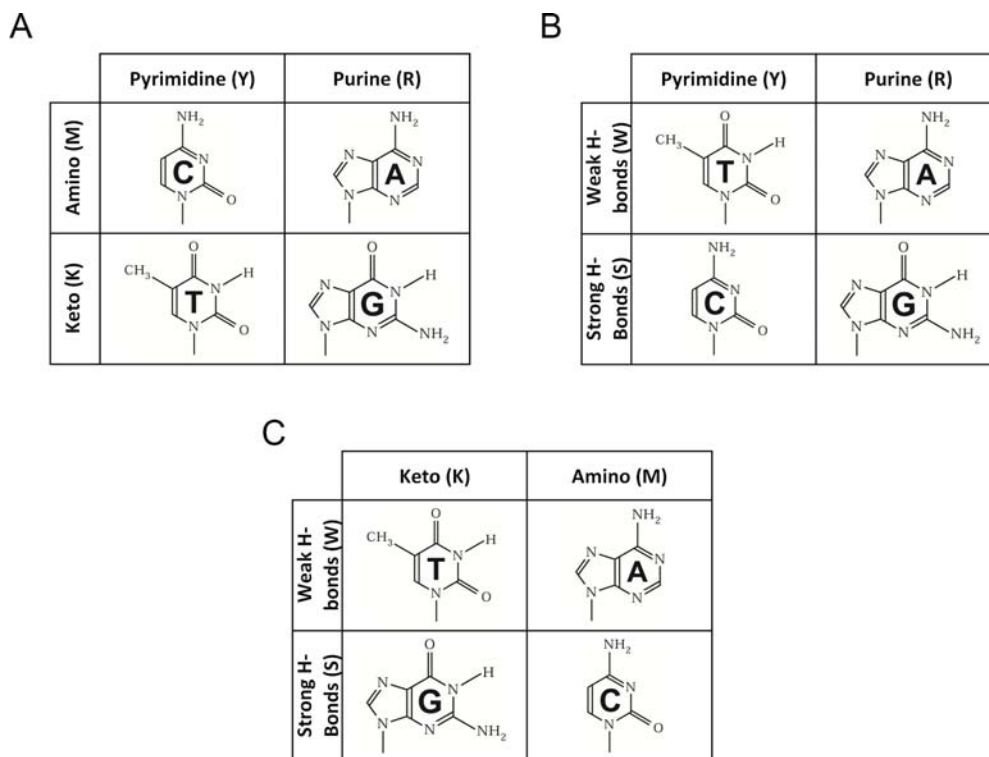 A
Pyrimidine (Y) Purine (R)
Amino (M)
NH₂
C
N
N
O
NH₂
N
N
A
N
N
Keto (K)
O
CH₃
H
N
T
N
O
O
H
N
N
G
N
N
NH₂
B
Pyrimidine (Y) Purine (R)
Weak H-
bonds (W)
O
CH₃
H
N
T
N
O
NH₂
N
N
A
N
N
Strong H-
Bonds (S)
NH₂
C
N
N
O
O
H
N
N
G
N
N
NH₂
C
Keto (K) Amino (M)
Weak H-
bonds (W)
O
CH₃
H
N
T
N
O
NH₂
N
N
A
N
N
Strong H-
Bonds (S)
O
H
N
N
G
N
N
NH₂
NH₂
C
N
N
O